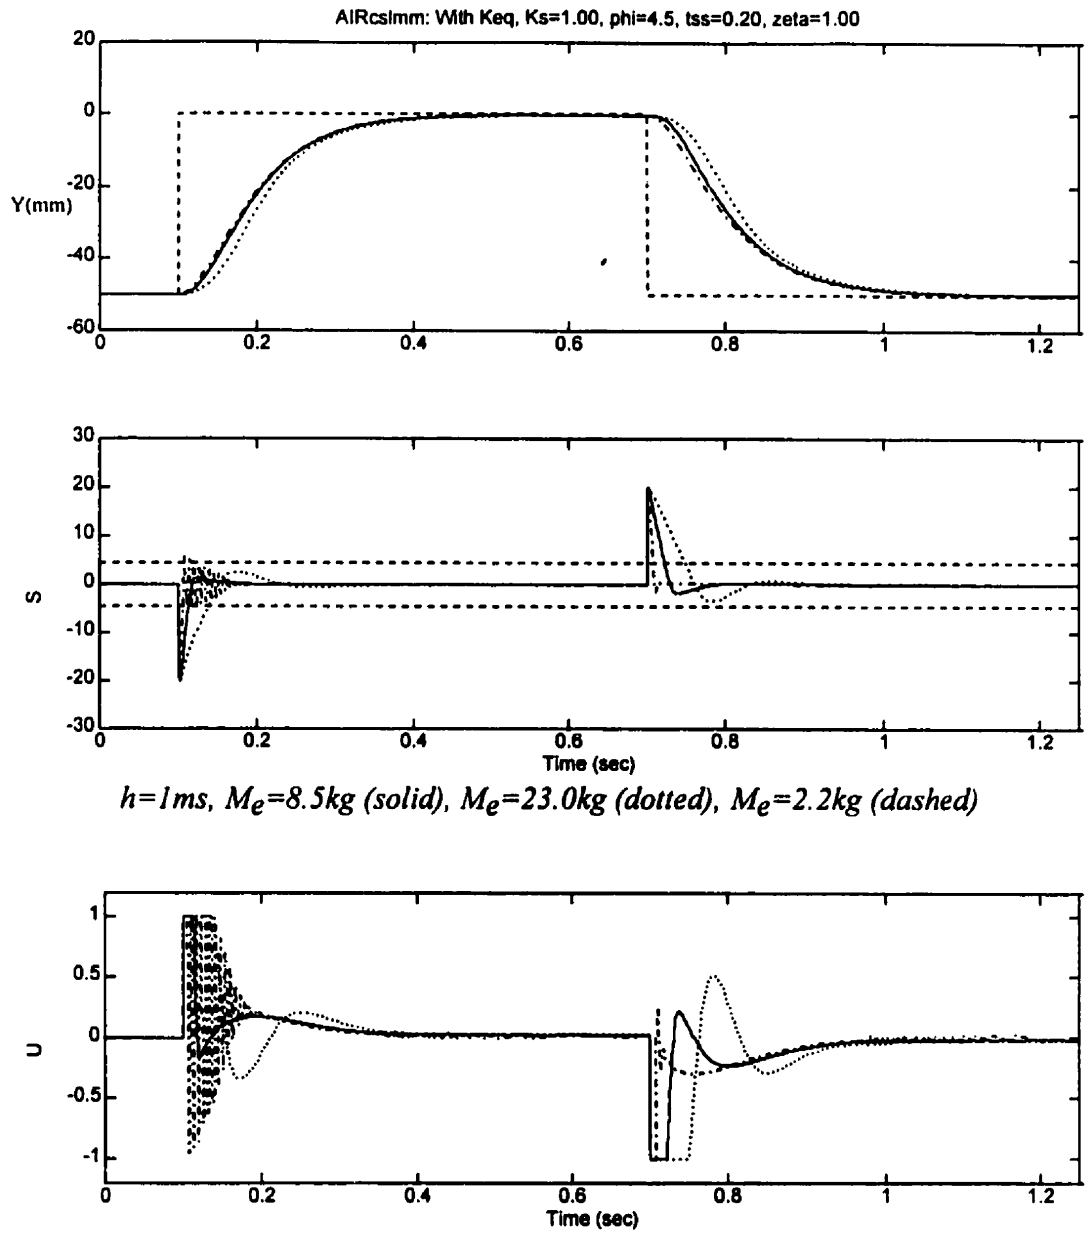 AIRcslmm: With Keq, Ks=1.00, phi=4.5, tss=0.20, zeta=1.00
20
0
-20
Y(mm)
-40
-60
0 0.2 0.4 0.6 0.8 1 1.2
30
20
10
0
S
-10
-20
-30
0 0.2 0.4 0.6 0.8 1 1.2
Time (sec)
h=1ms, Me=8.5kg (solid), Me=23.0kg (dotted), Me=2.2kg (dashed)
1
0.5
0
U
-0.5
-1
0 0.2 0.4 0.6 0.8 1 1.2
Time (sec)